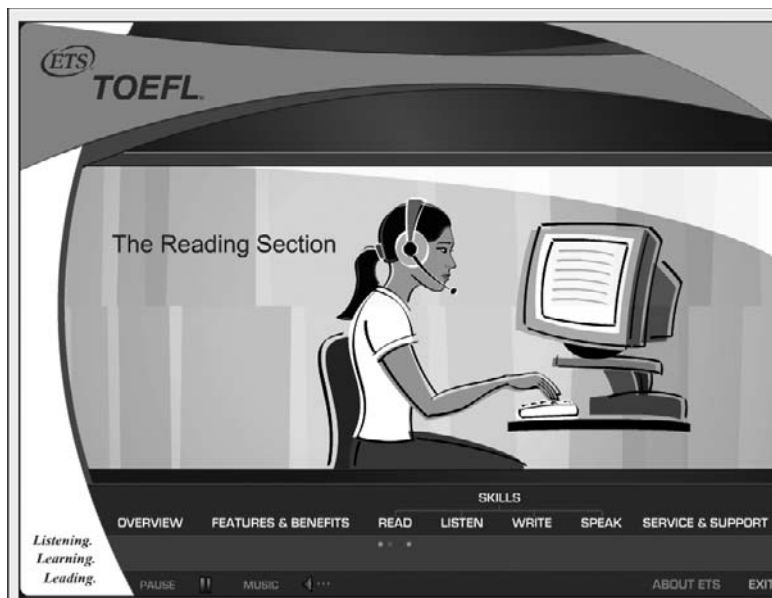 ETS
TOEFL®
The Reading Section
SKILLS
OVERVIEW FEATURES & BENEFITS READ LISTEN WRITE SPEAK SERVICE & SUPPORT
Listening.
Learning.
Leading.
PAUSE MUSIC ABOUT ETS EXIT